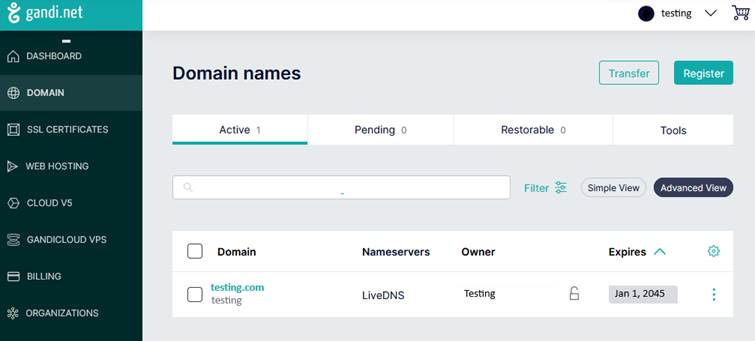 gandi.net
testing
DASHBOARD
DOMAIN
SSL CERTIFICATES
WEB HOSTING
CLOUD V5
GANDICLOUD VPS
BILLING
ORGANIZATIONS
Domain names
Transfer Register
Active 1 Pending 0 Restorable 0 Tools
Filter Simple View Advanced View
Domain Nameservers Owner Expires
testing.com LiveDNS Testing Jan 1, 2045
testing